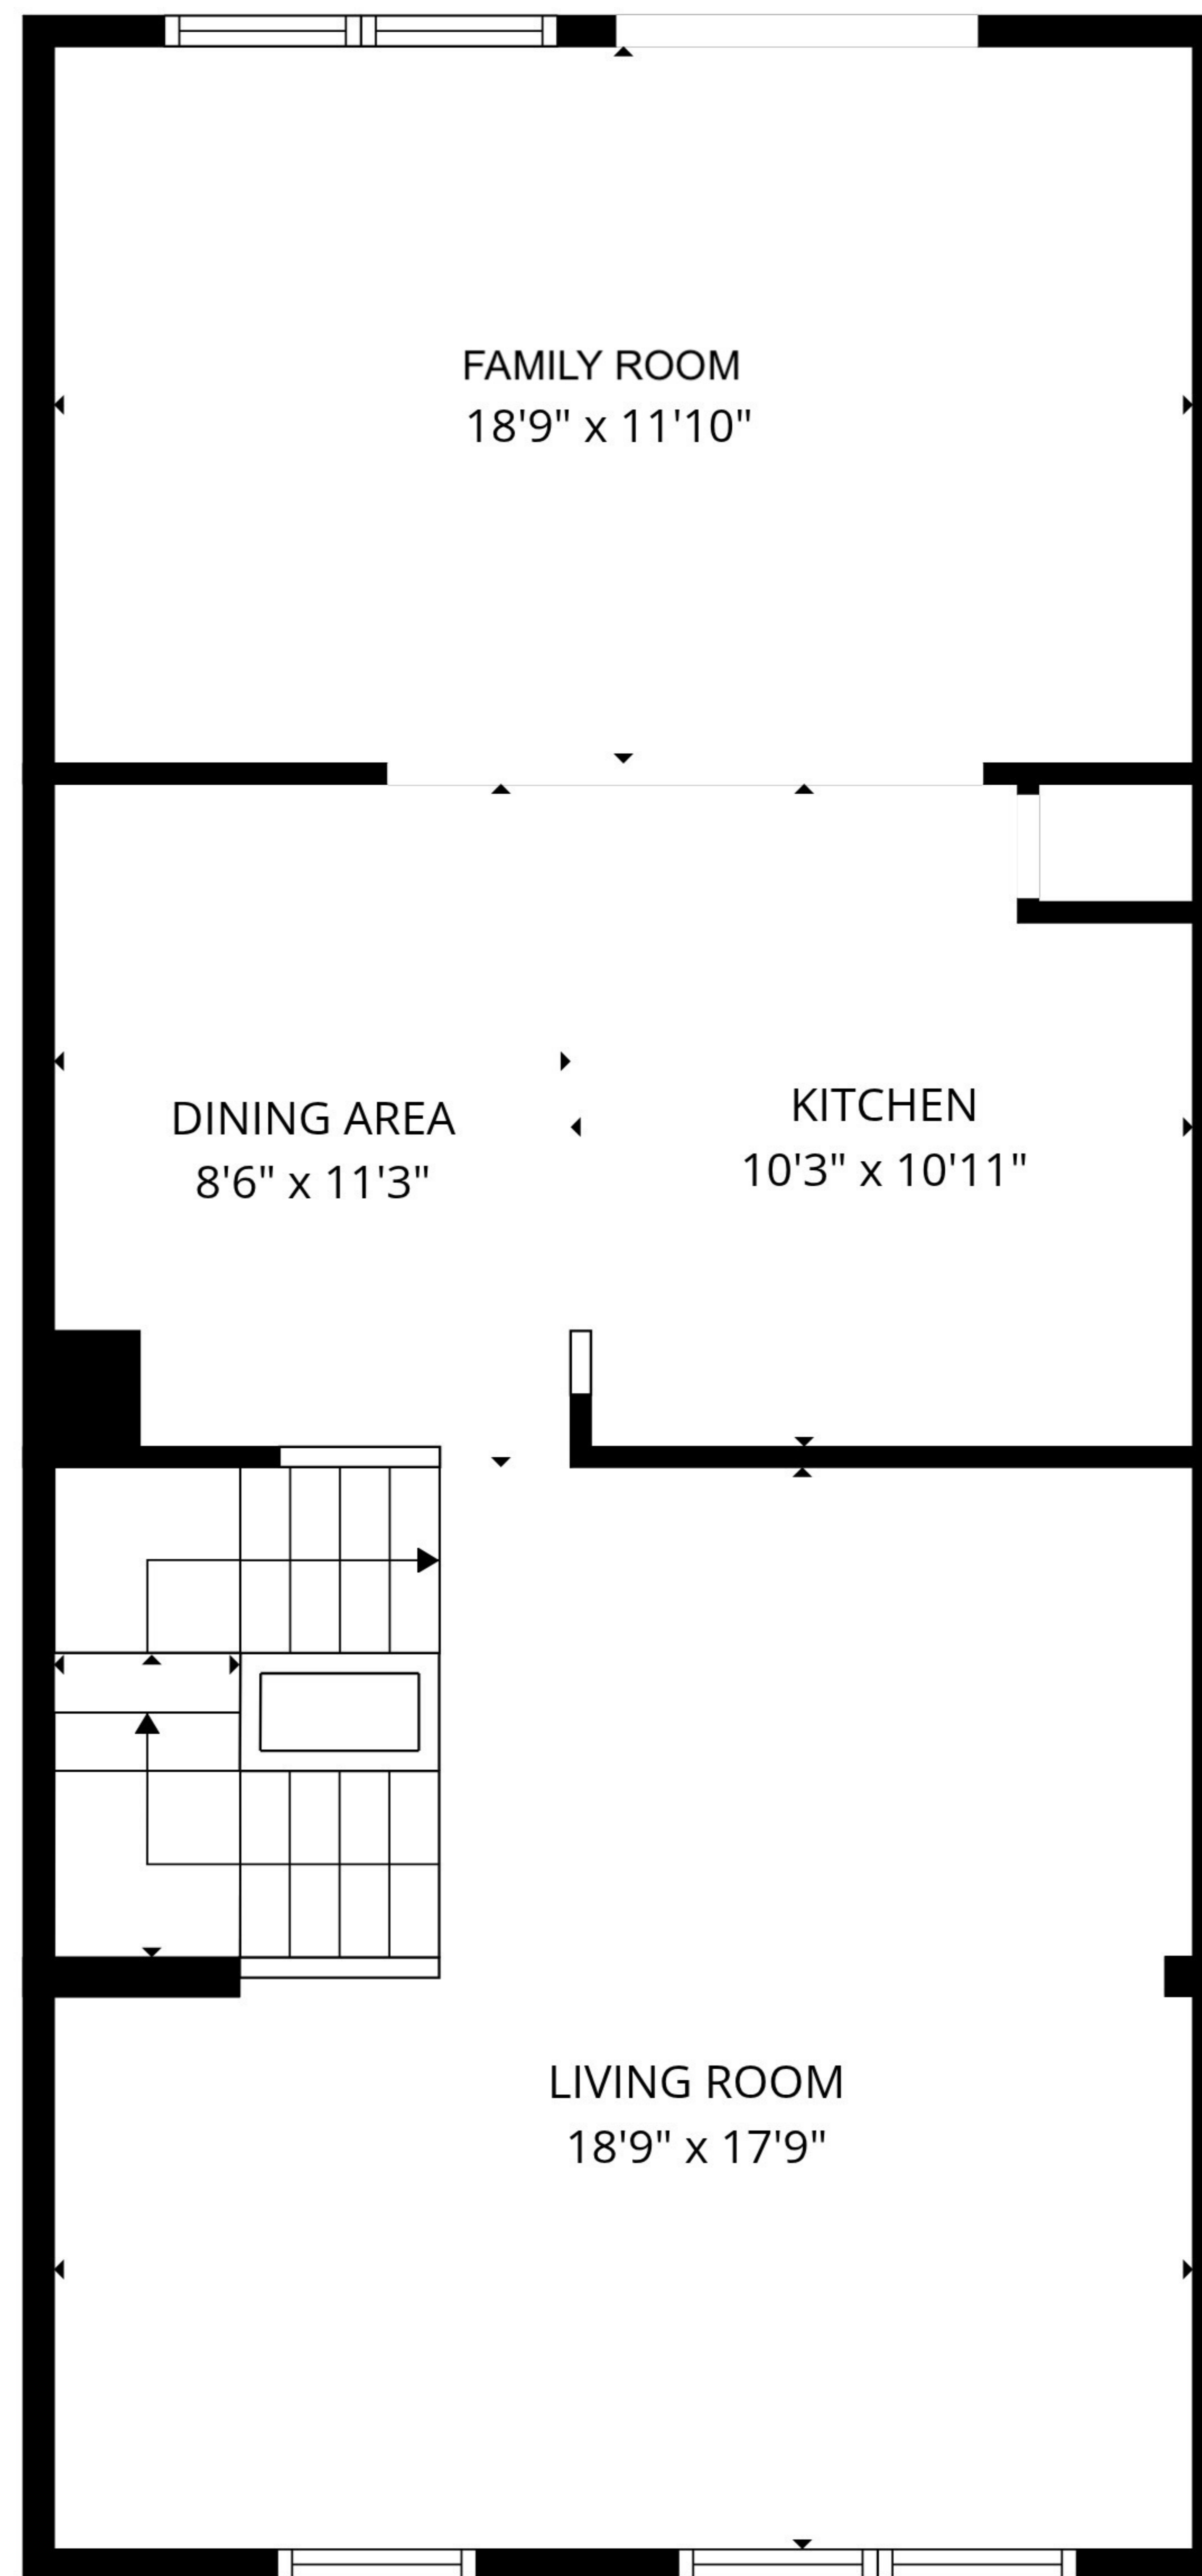 FAMILY ROOM
18'9" x 11'10"
DINING AREA
8'6" x 11'3"
KITCHEN
10'3" x 10'11"
LIVING ROOM
18'9" x 17'9"